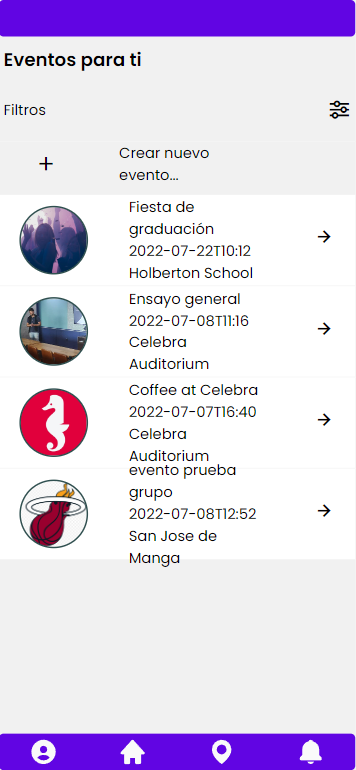 Eventos para ti
Filtros
Crear nuevo
evento...
Fiesta de
graduación
2022-07-22T10:12
Holberton School
Ensayo general
2022-07-08T11:16
Celebra
Auditorium
Coffee at Celebra
2022-07-07T16:40
Celebra
Auditorium
evento prueba
grupo
2022-07-08T12:52
San Jose de
Manga